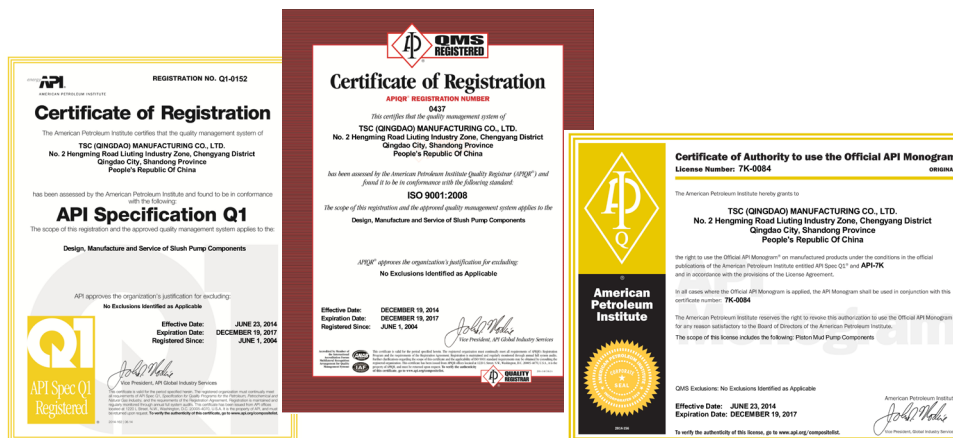 energy API
AMERICAN PETROLEUM INSTITUTE
REGISTRATION NO. Q1-0152
Certificate of Registration
The American Petroleum Institute certifies that the quality management system of
TSC (QINGDAO) MANUFACTURING CO., LTD.
No. 2 Hengming Road Liuting Industry Zone, Chengyang District
Qingdao City, Shandong Province
People's Republic Of China
has been assessed by the American Petroleum Institute and found to be in conformance
with the following:
API Specification Q1
The scope of this registration and the approved quality management system applies to the:
Design, Manufacture and Service of Slush Pump Components
API approves the organization's justification for excluding:
No Exclusions Identified as Applicable
Effective Date: JUNE 23, 2014
Expiration Date: DECEMBER 19, 2017
Registered Since: JUNE 1, 2004
API Spec Q1
Registered
Vice President, API Global Industry Services
To verify the authenticity of this certificate, go to www.api.org/compositelist.
QMS
REGISTERED
Certificate of Registration
APIQR® REGISTRATION NUMBER
0437
This certifies that the quality management system of
TSC (QINGDAO) MANUFACTURING CO., LTD.
No. 2 Hengming Road Liuting Industry Zone, Chengyang District
Qingdao City, Shandong Province
People's Republic Of China
has been assessed by the American Petroleum Institute Quality Registrar (APIQR®) and
found it to be in conformance with the following standard:
ISO 9001:2008
The scope of this registration and the approved quality management system applies to the
Design, Manufacture and Service of Slush Pump Components
APIQR® approves the organization's justification for excluding:
No Exclusions Identified as Applicable
Effective Date: DECEMBER 19, 2014
Expiration Date: DECEMBER 19, 2017
Registered Since: JUNE 1, 2004
Vice President, API Global Industry Services
QUALITY
REGISTRAR
Certificate of Authority to use the Official API Monogram
License Number: 7K-0084
ORIGINA
The American Petroleum Institute hereby grants to
TSC (QINGDAO) MANUFACTURING CO., LTD.
No. 2 Hengming Road Liuting Industry Zone, Chengyang District
Qingdao City, Shandong Province
People's Republic Of China
the right to use the Official API Monogram® on manufactured products under the conditions in the official
publications of the American Petroleum Institute entitled API Spec Q1® and API-7K
and in accordance with the provisions of the License Agreement.
In all cases where the Official API Monogram is applied, the API Monogram shall be used in conjunction with this
certificate number: 7K-0084
The American Petroleum Institute reserves the right to revoke this authorization to use the Official API Monogram
for any reason satisfactory to the Board of Directors of the American Petroleum Institute.
The scope of this license includes the following: Piston Mud Pump Components
American
Petroleum
Institute
QMS Exclusions: No Exclusions Identified as Applicable
Effective Date: JUNE 23, 2014
Expiration Date: DECEMBER 19, 2017
To verify the authenticity of this license, go to www.api.org/compositelist.
American Petroleum Institut
Vice President, Global Industry Servic